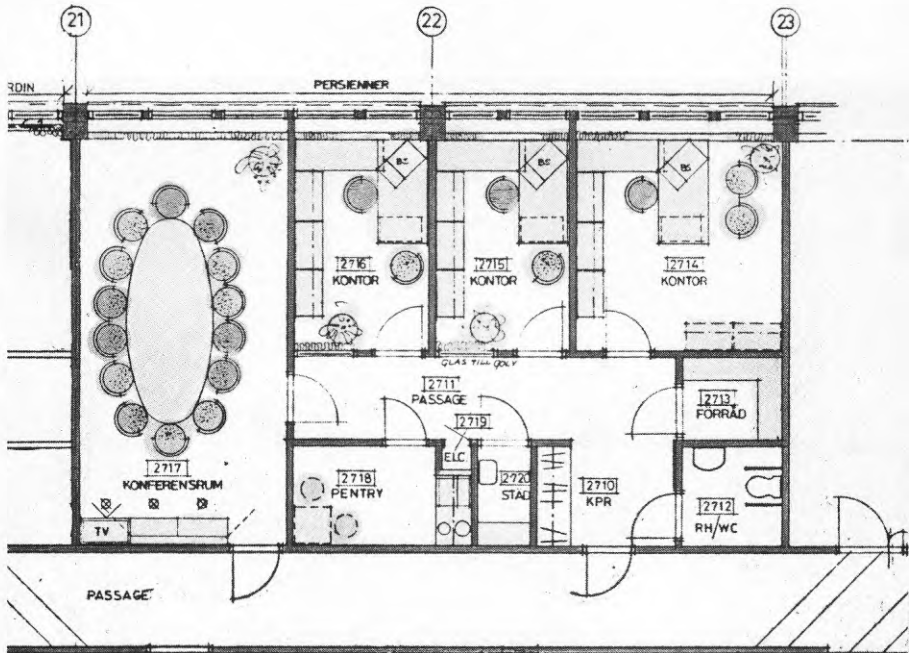 21
22
23
RDIN
PERSIENNER
BS
BS
BS
2716
KONTOR
2715
KONTOR
2714
KONTOR
GLAS TILL GOLV
2711
PASSAGE
2713
FÖRRÅD
2719
ELC
2717
KONFERENSRUM
2718
PENTRY
2720
STÄD
2710
KPR
2712
RH/WC
TV
PASSAGE